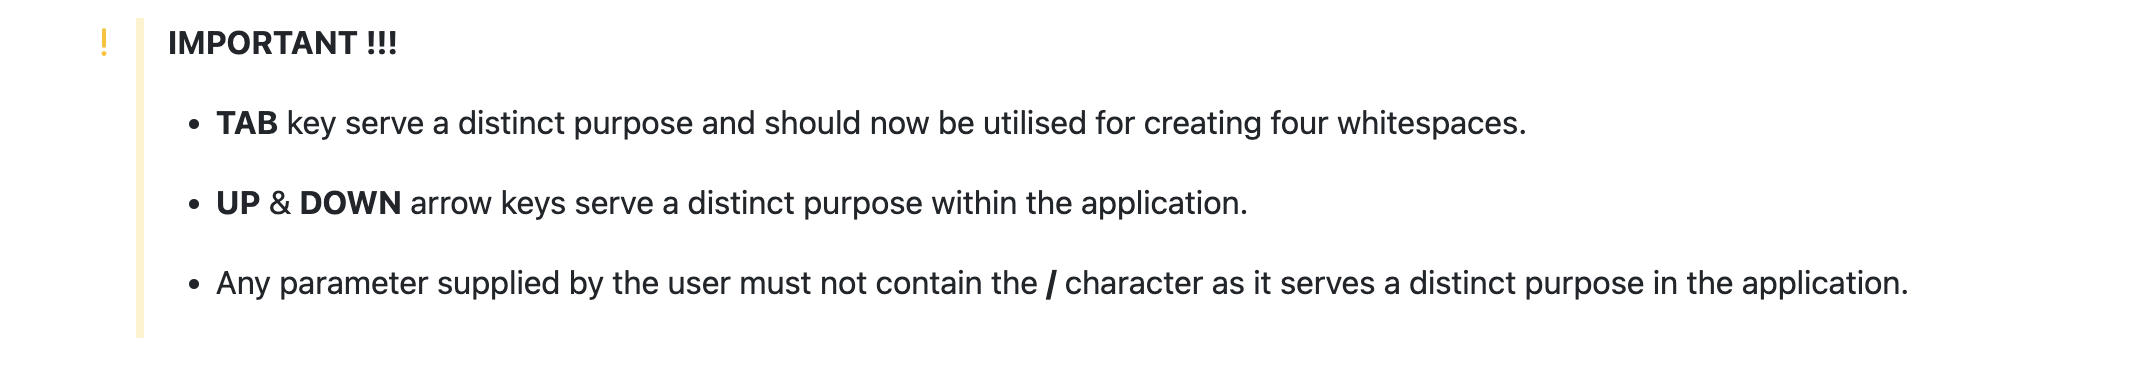 !
IMPORTANT !!!
• TAB key serve a distinct purpose and should now be utilised for creating four whitespaces.
• UP & DOWN arrow keys serve a distinct purpose within the application.
• Any parameter supplied by the user must not contain the / character as it serves a distinct purpose in the application.